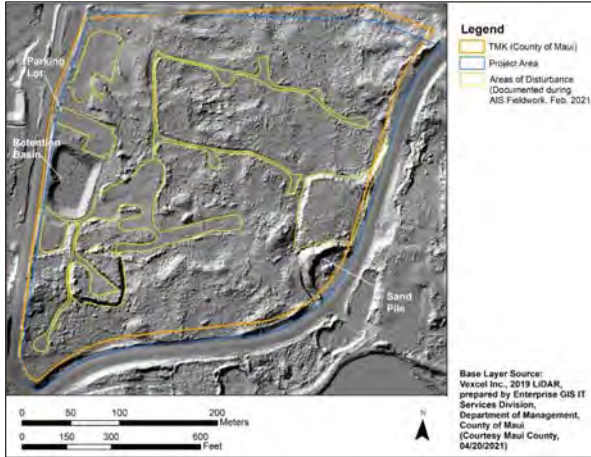 Parking
Lot
Retention
Basin
Sand
Pile
Legend
TMK (County of Maui)
Project Area
Areas of Disturbance
(Documented during
AIS Fieldwork, Feb. 2021)
Base Layer Source:
Vexcel Inc., 2019 LiDAR,
prepared by Enterprise GIS IT
Services Division,
Department of Management,
County of Maui
(Courtesy Maui County,
04/20/2021)
N
0 50 100 200
Meters
0 150 300 600
Feet